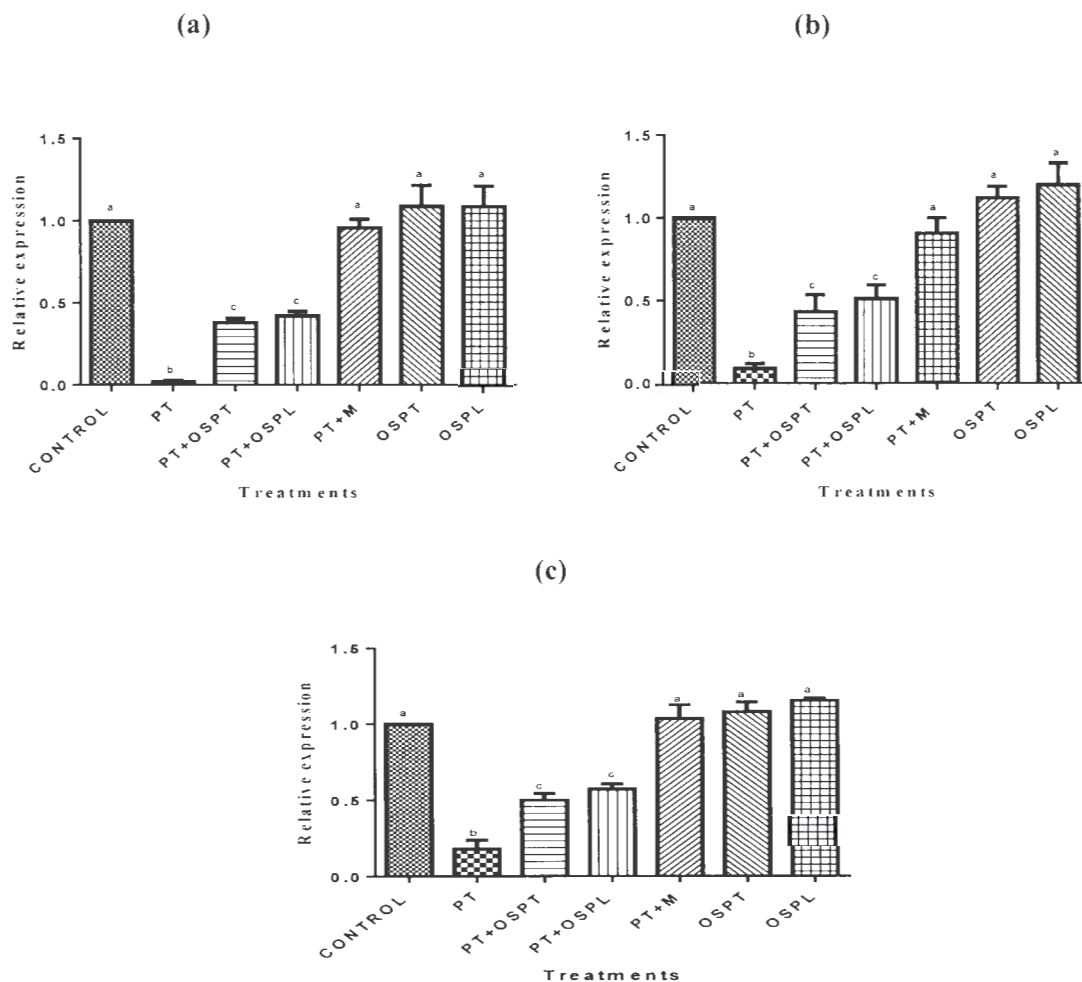 (a)
Relative expression
1.5
1.0
0.5
0.0
a
b
c
c
a
a
a
CONTROL
PT
PT+OSPT
PT+OSPL
PT+M
OSPT
OSPL
Treatments
(b)
Relative expression
1.5
1.0
0.5
0.0
a
b
c
c
a
a
a
CONTROL
PT
PT+OSPT
PT+OSPL
PT+M
OSPT
OSPL
Treatments
(c)
Relative expression
1.5
1.0
0.5
0.0
a
b
c
c
a
a
a
CONTROL
PT
PT+OSPT
PT+OSPL
PT+M
OSPT
OSPL
Treatments